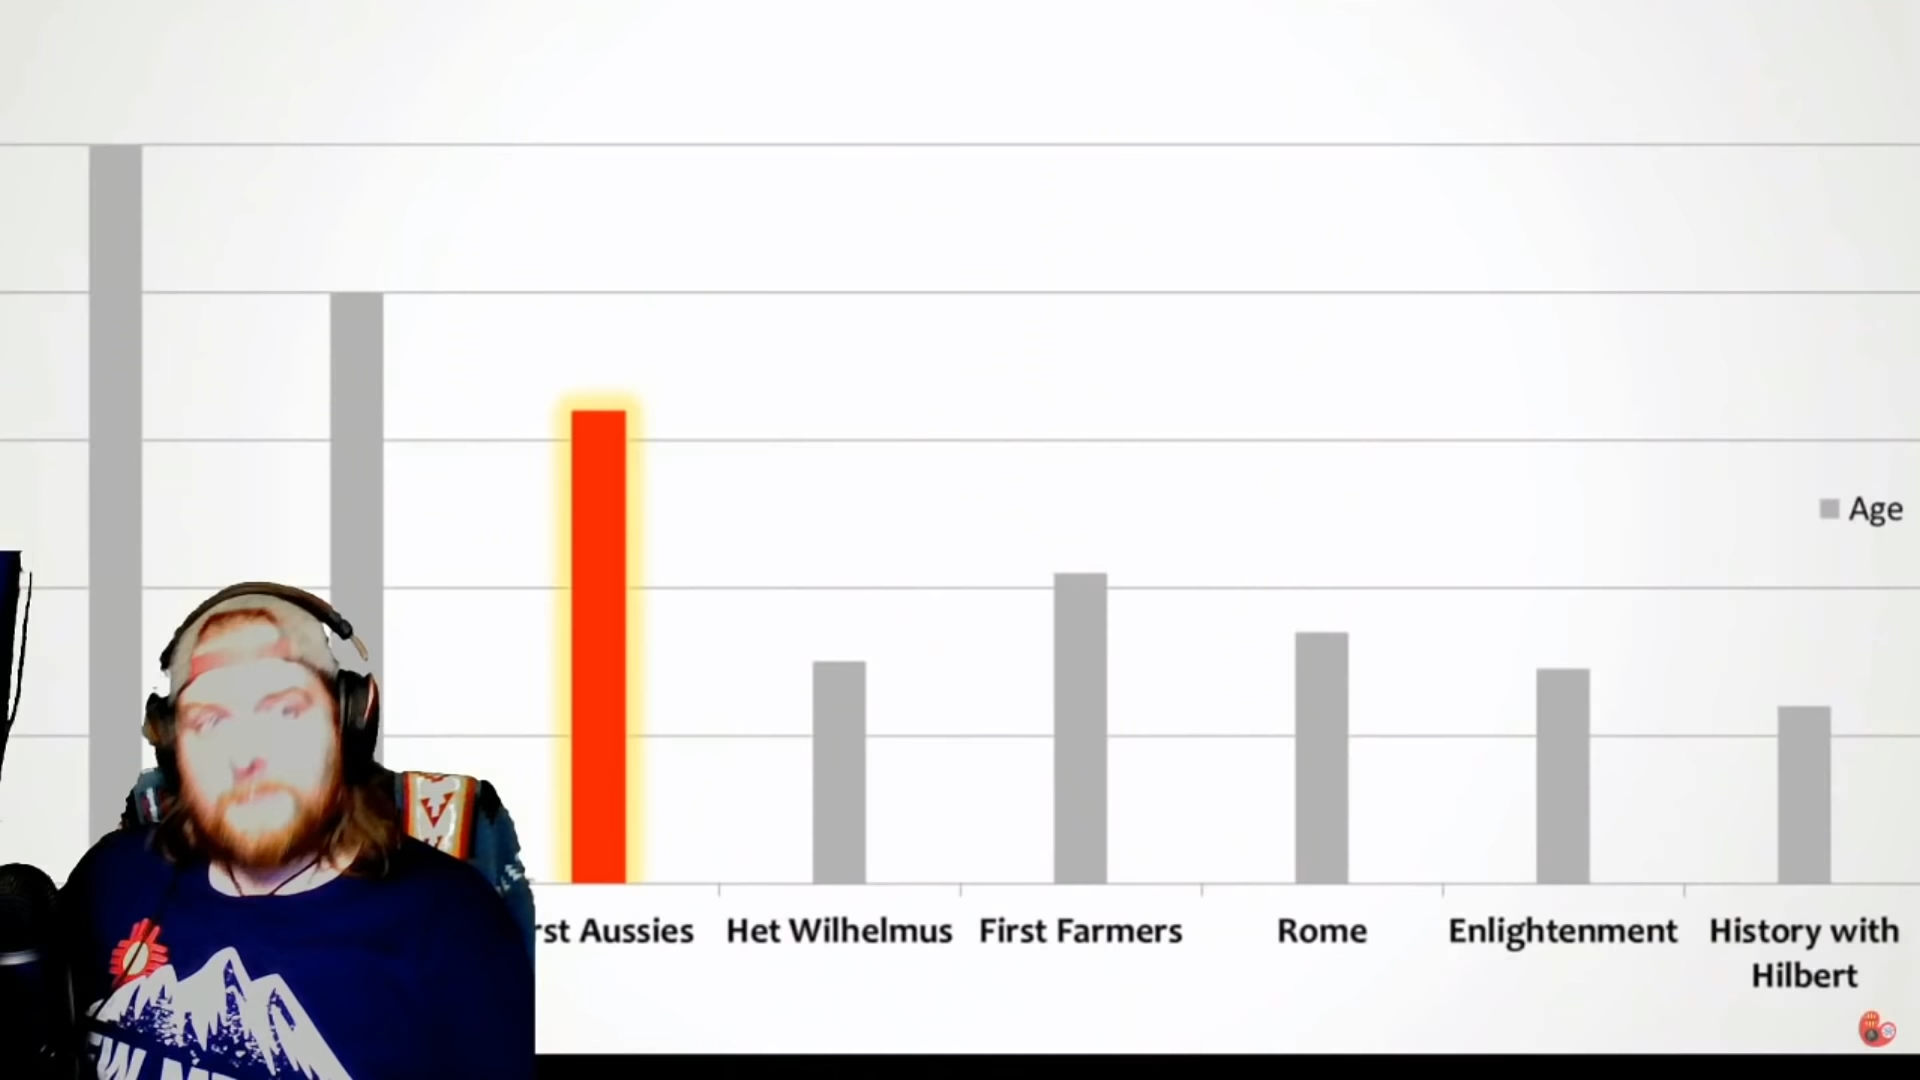 Age
rst Aussies
Het Wilhelmus
First Farmers
Rome
Enlightenment
History with
Hilbert